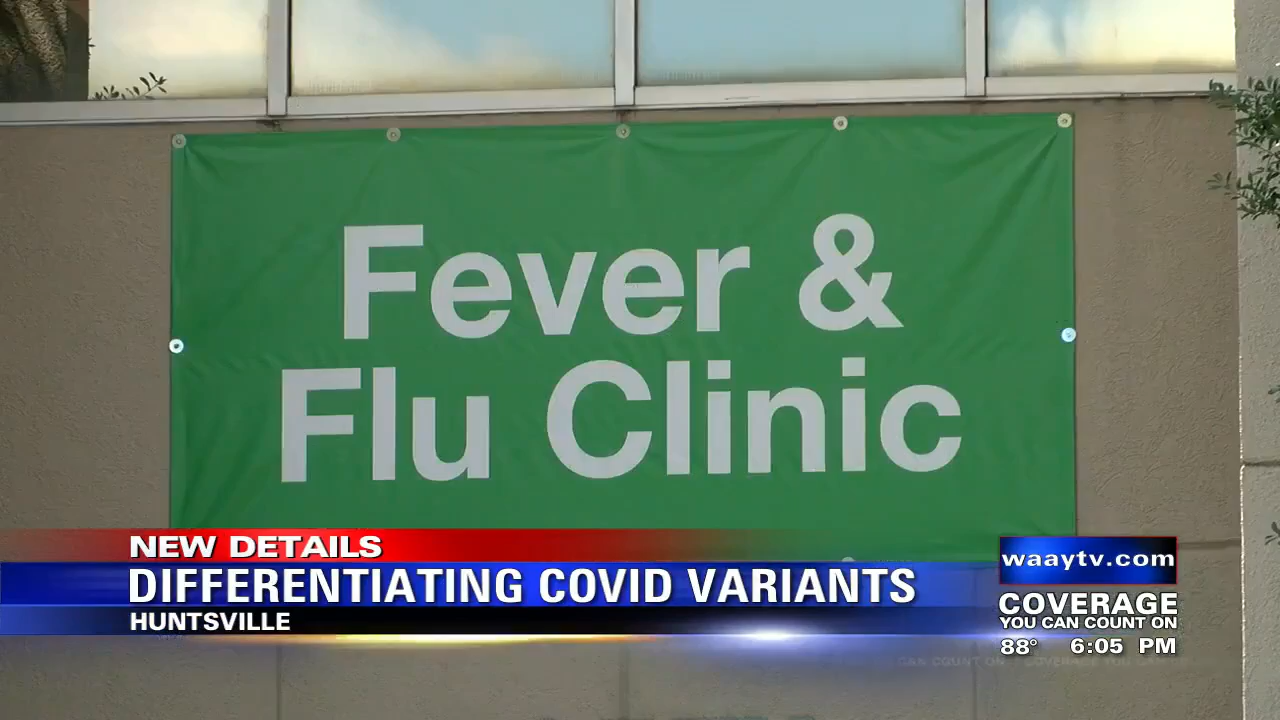 Fever &
Flu Clinic
NEW DETAILS
DIFFERENTIATING COVID VARIANTS
HUNTSVILLE
waaytv.com
COVERAGE
YOU CAN COUNT ON
88° 6:05 PM